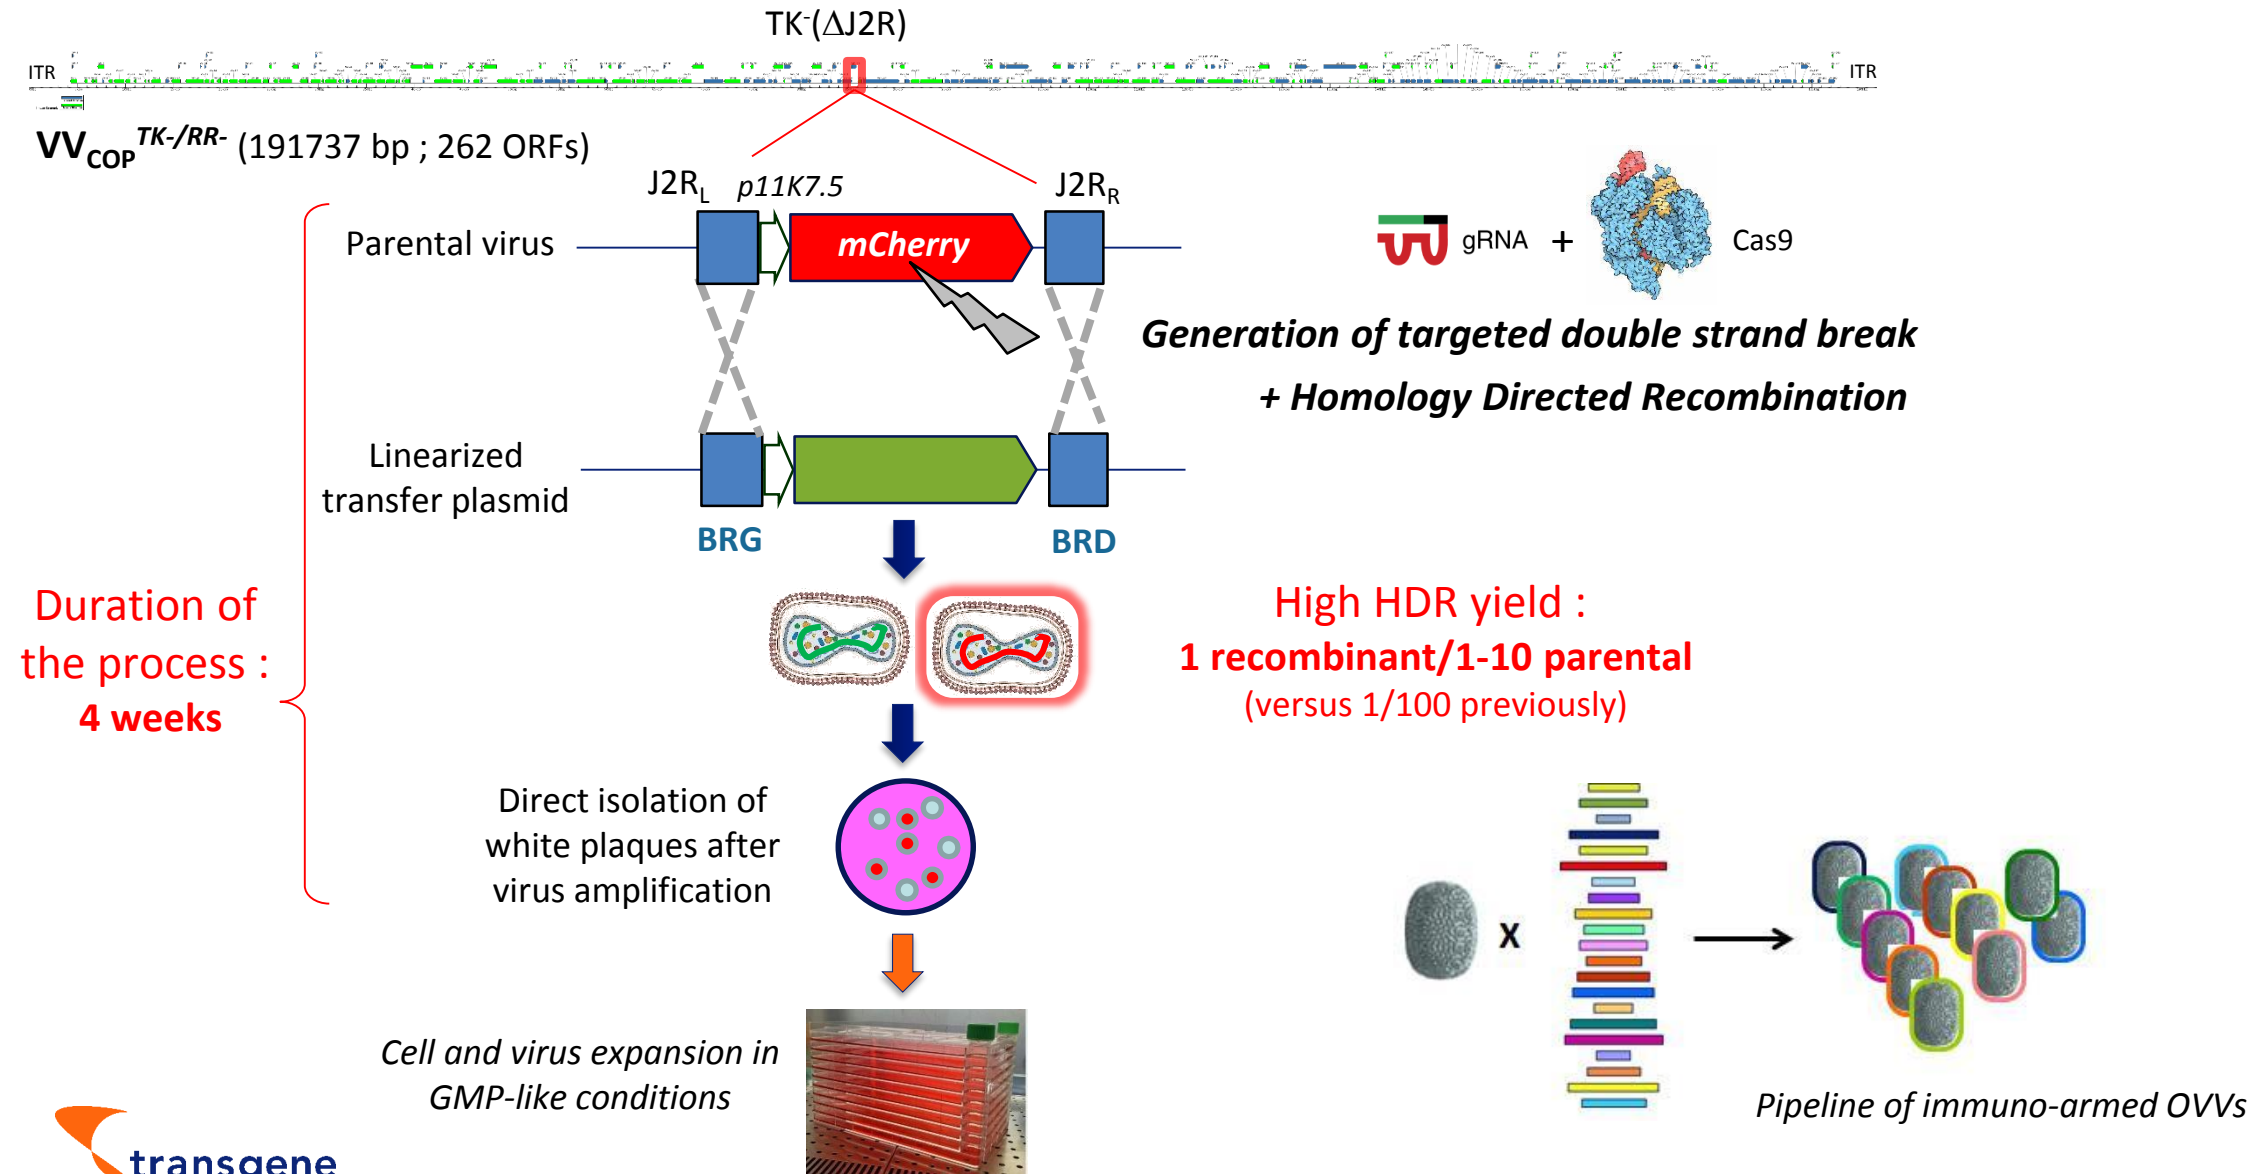 TK-(ΔJ2R)
ITR
ITR
VVCOP TK-/RR- (191737 bp ; 262 ORFs)
J2RL
p11K7.5
J2RR
Parental virus
mCherry
gRNA
+
Cas9
Generation of targeted double strand break
+ Homology Directed Recombination
Linearized
transfer plasmid
BRG
BRD
Duration of
the process :
4 weeks
High HDR yield :
1 recombinant/1-10 parental
(versus 1/100 previously)
Direct isolation of
white plaques after
virus amplification
X
Cell and virus expansion in
GMP-like conditions
Pipeline of immuno-armed OVVs
transgene